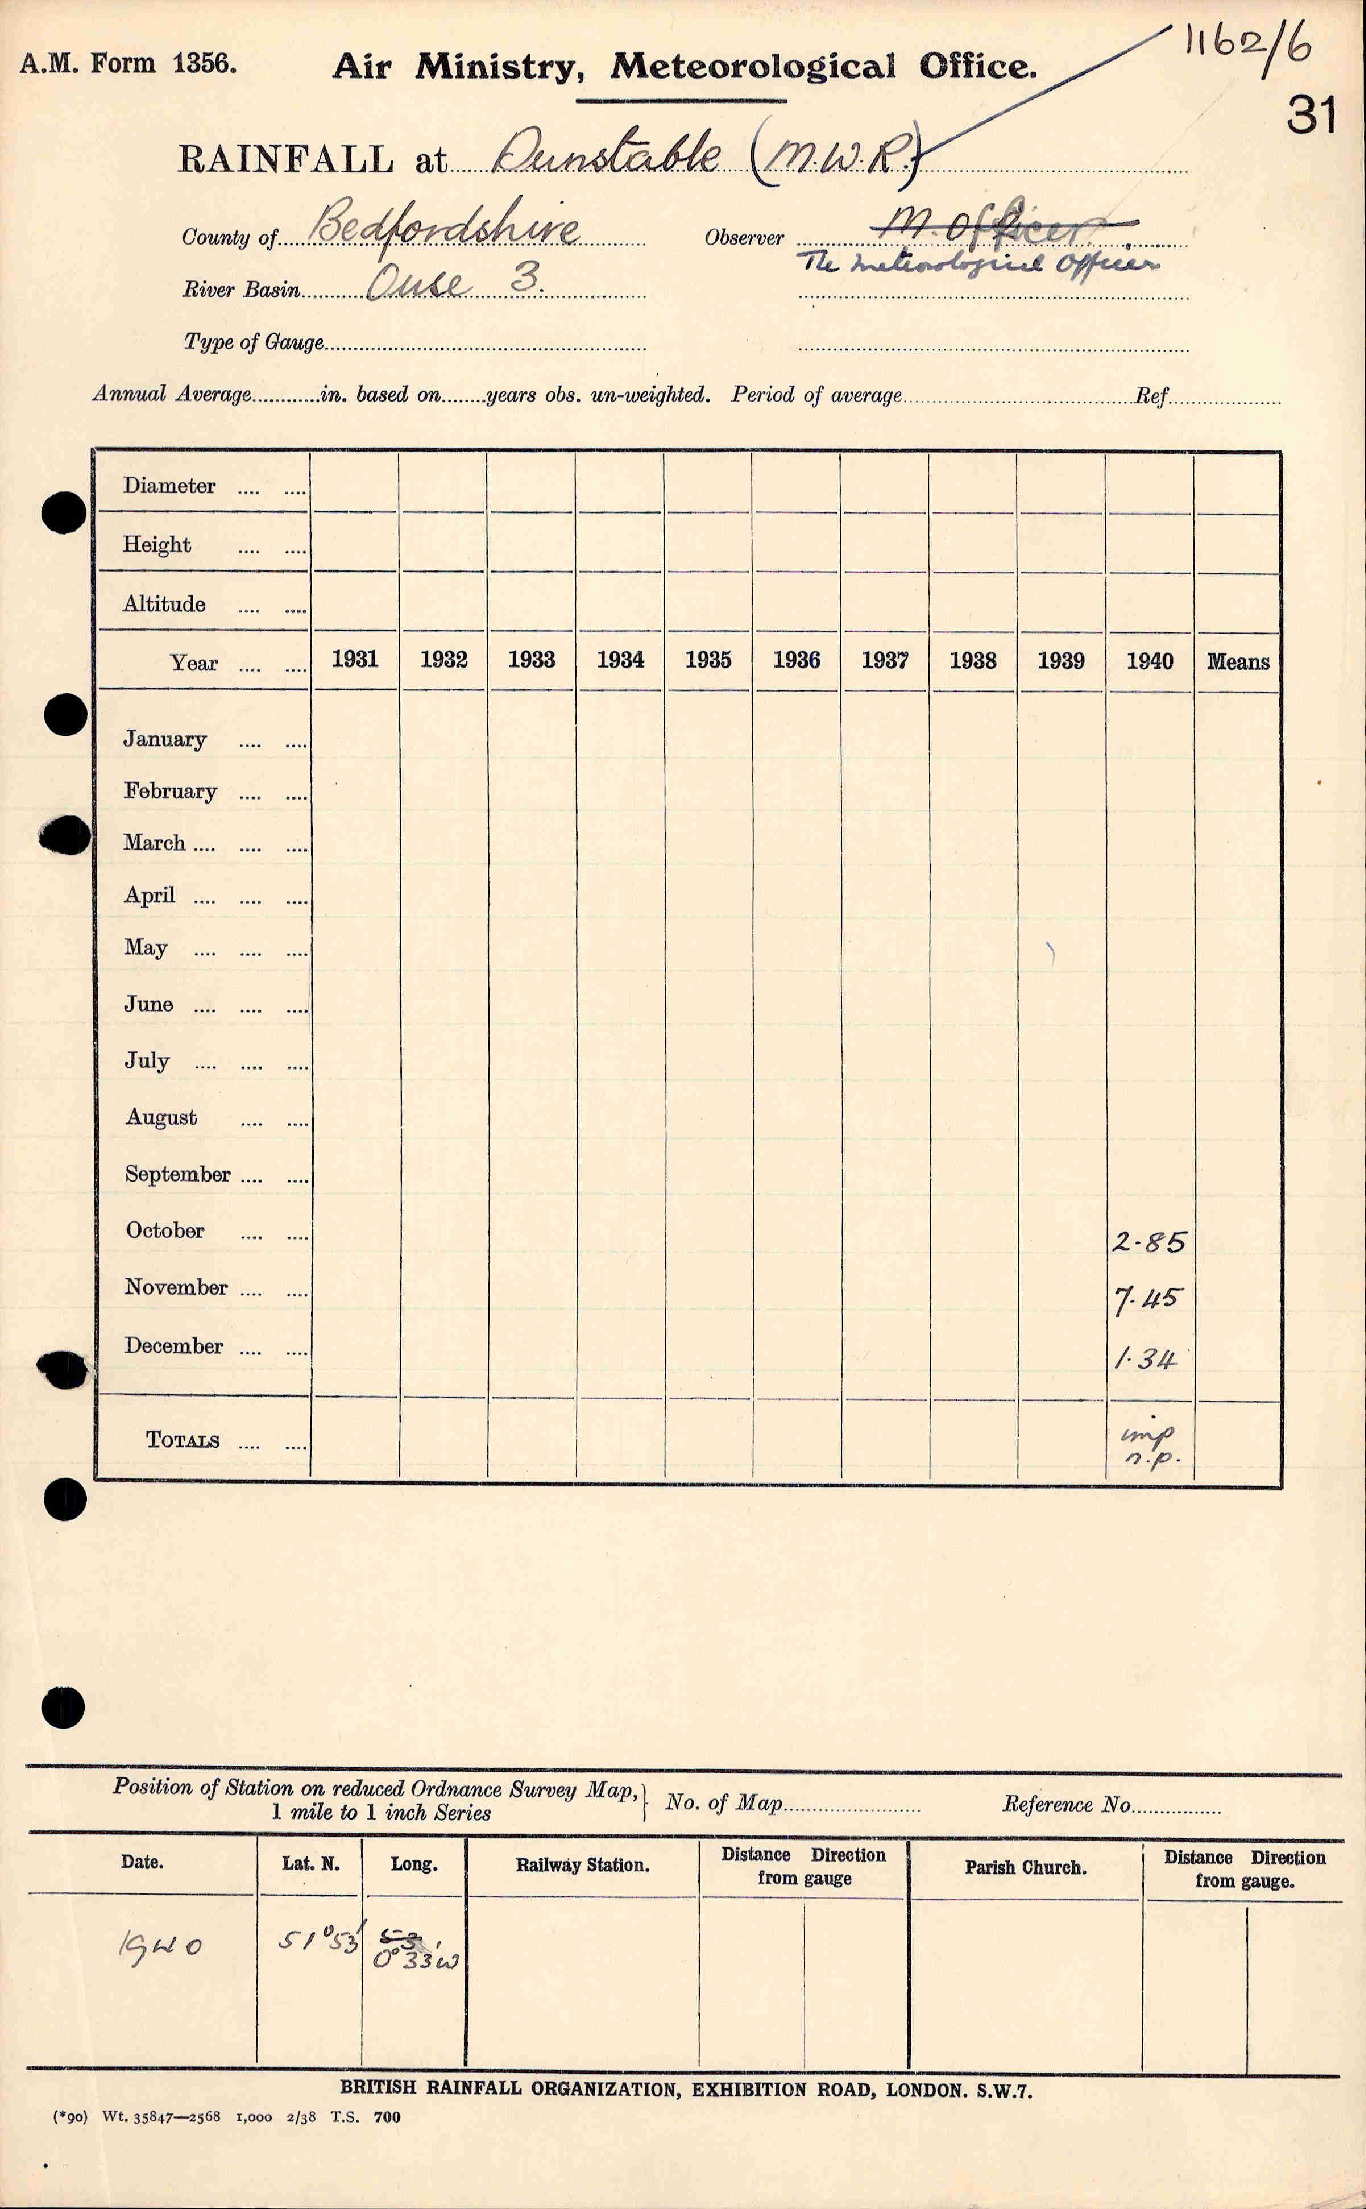 1162/6
A.M. Form 1356. Air Ministry, Meteorological Office.
31
RAINFALL at Dunstable (M.W.R.)
County of Bedfordshire Observer M. Officer
The Meteorological Officer
River Basin Ouse 3.
Type of Gauge
Annual Average in. based on years obs. un-weighted. Period of average Ref
Diameter
Height
Altitude
Year 1931 1932 1933 1934 1935 1936 1937 1938 1939 1940 Means
January
February
March
April
May
June
July
August
September
October 2.85
November 7.45
December 1.34
TOTALS imp
n.p.
Position of Station on reduced Ordnance Survey Map, 
1 mile to 1 inch Series } No. of Map Reference No.
Date. Lat. N. Long. Railway Station. Distance Direction from gauge Parish Church. Distance Direction from gauge.
1940 51°53' 53
0°33'W
BRITISH RAINFALL ORGANIZATION, EXHIBITION ROAD, LONDON. S.W.7.
(*90) Wt. 35847—2568 1,000 2/38 T.S. 700